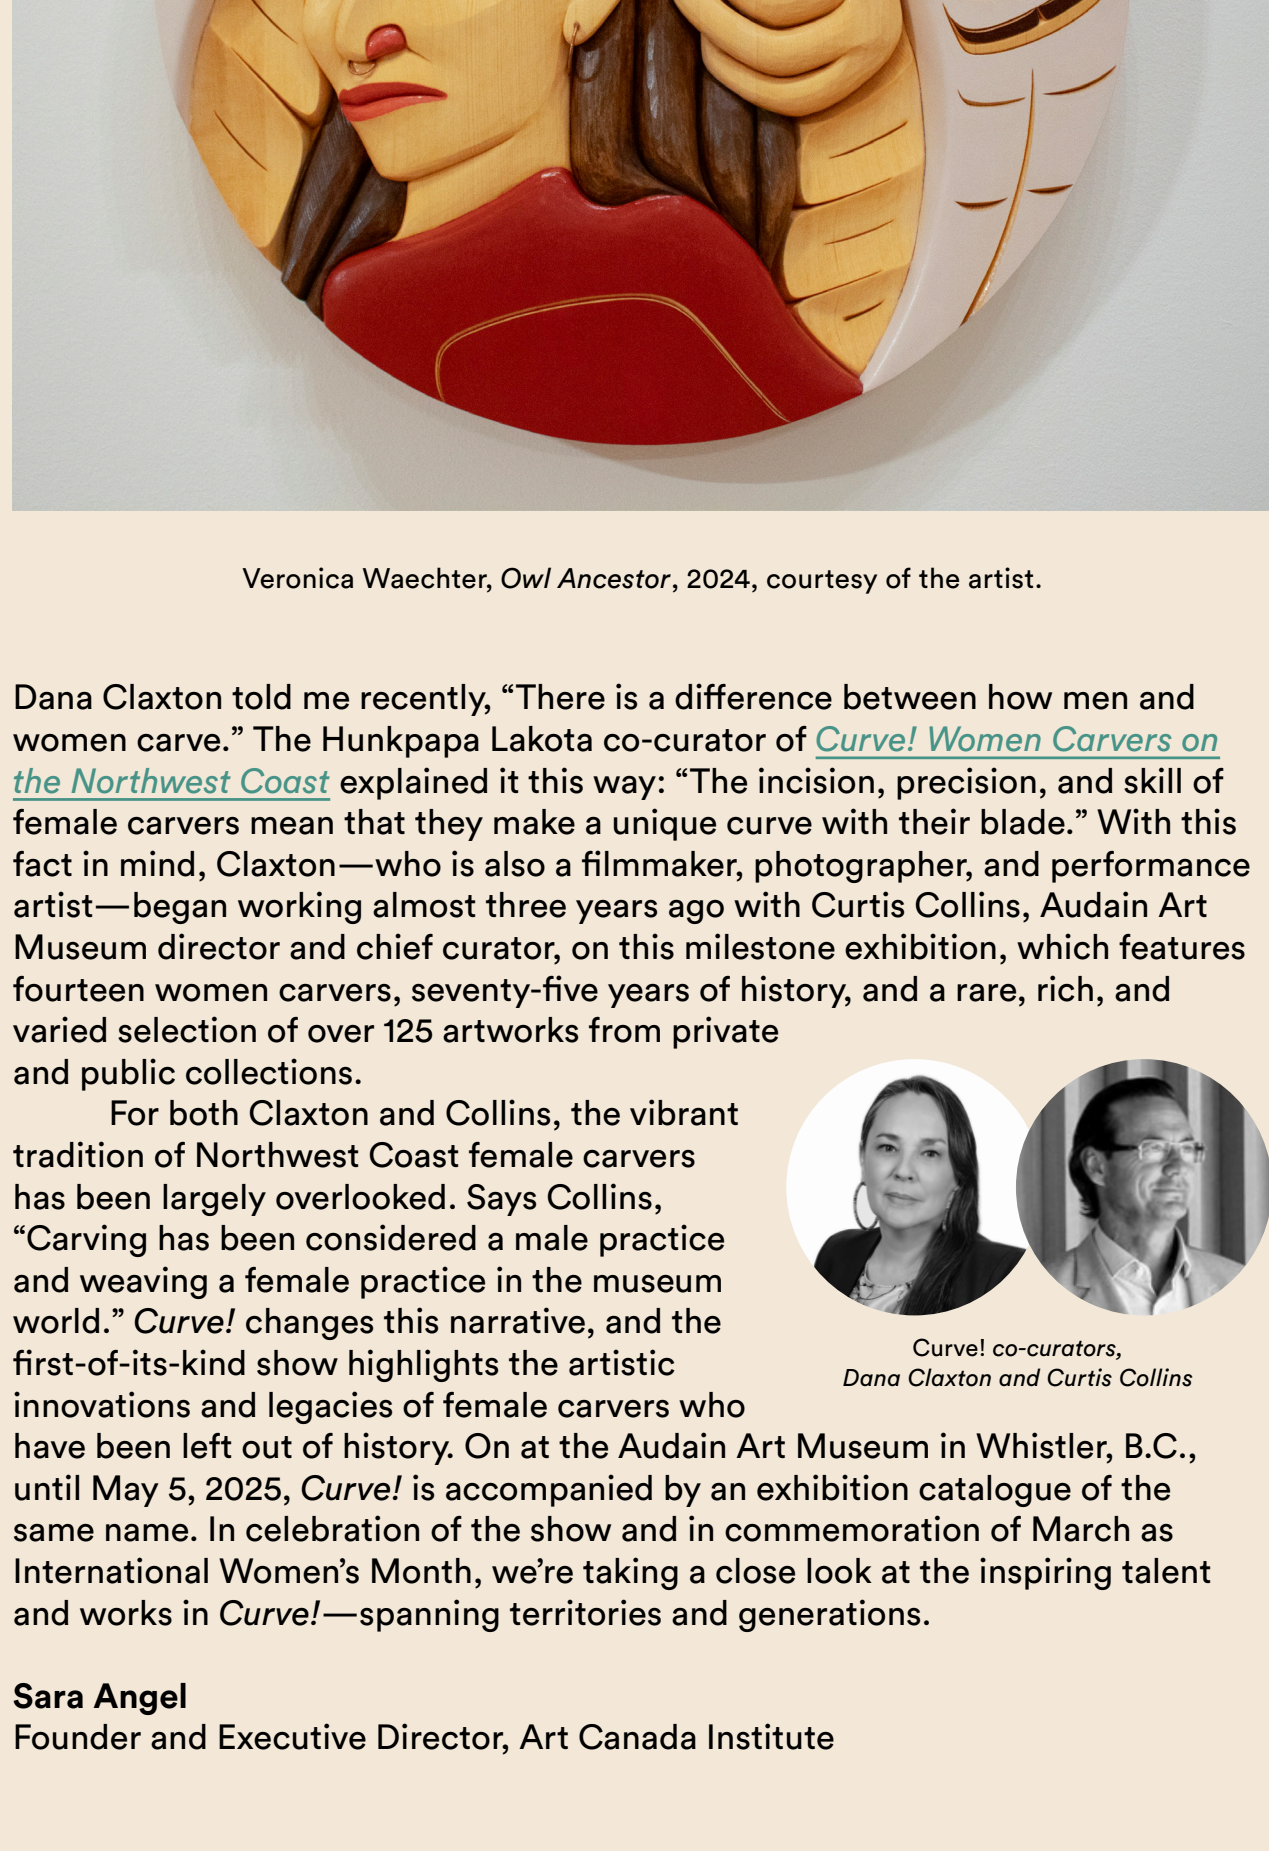 Veronica Waechter, Owl Ancestor, 2024, courtesy of the artist.
Dana Claxton told me recently, “There is a difference between how men and
women carve.” The Hunkpapa Lakota co-curator of Curve! Women Carvers on
the Northwest Coast explained it this way: “The incision, precision, and skill of
female carvers mean that they make a unique curve with their blade.” With this
fact in mind, Claxton—who is also a filmmaker, photographer, and performance
artist—began working almost three years ago with Curtis Collins, Audain Art
Museum director and chief curator, on this milestone exhibition, which features
fourteen women carvers, seventy-five years of history, and a rare, rich, and
varied selection of over 125 artworks from private
and public collections.
For both Claxton and Collins, the vibrant
tradition of Northwest Coast female carvers
has been largely overlooked. Says Collins,
“Carving has been considered a male practice
and weaving a female practice in the museum
world.” Curve! changes this narrative, and the
first-of-its-kind show highlights the artistic
innovations and legacies of female carvers who
have been left out of history. On at the Audain Art Museum in Whistler, B.C.,
until May 5, 2025, Curve! is accompanied by an exhibition catalogue of the
same name. In celebration of the show and in commemoration of March as
International Women’s Month, we’re taking a close look at the inspiring talent
and works in Curve!—spanning territories and generations.
Curve! co-curators,
Dana Claxton and Curtis Collins
Sara Angel
Founder and Executive Director, Art Canada Institute